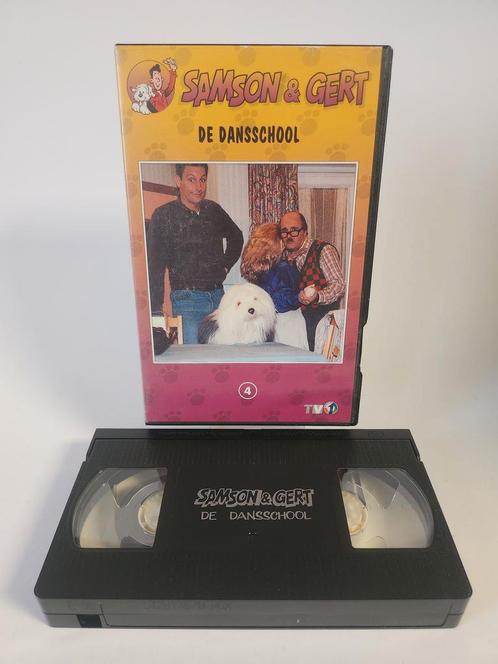 SAMSON & GERT
DE DANSSCHOOL
4
TV1
SAMSON & GERT
DE DANSSCHOOL